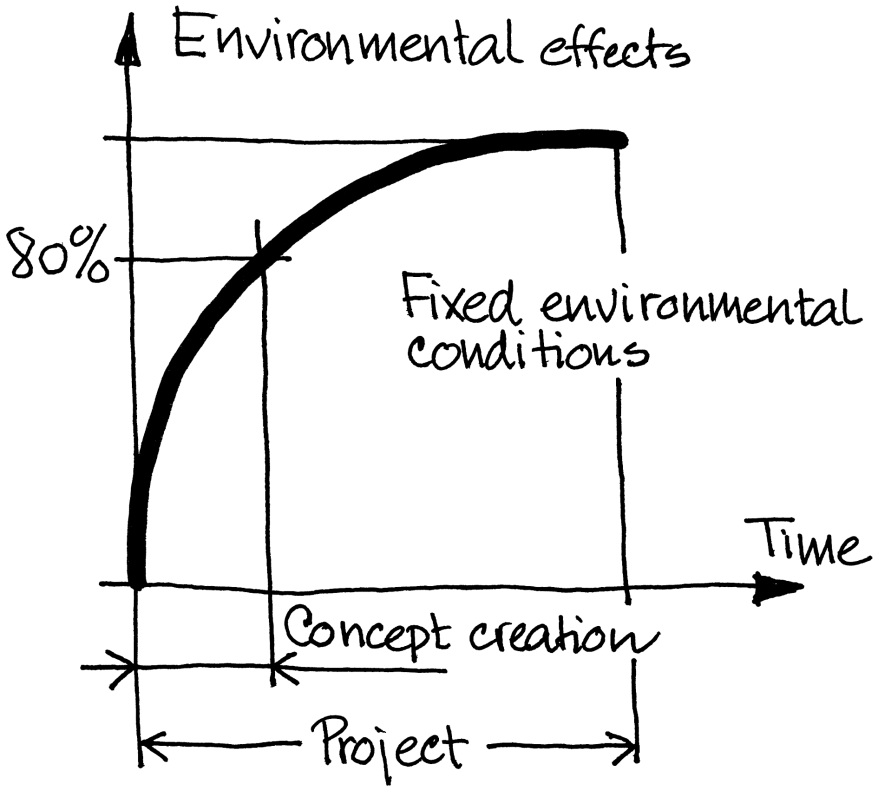 Environmental effects
80%
Fixed environmental
conditions
Time
Concept creation
Project